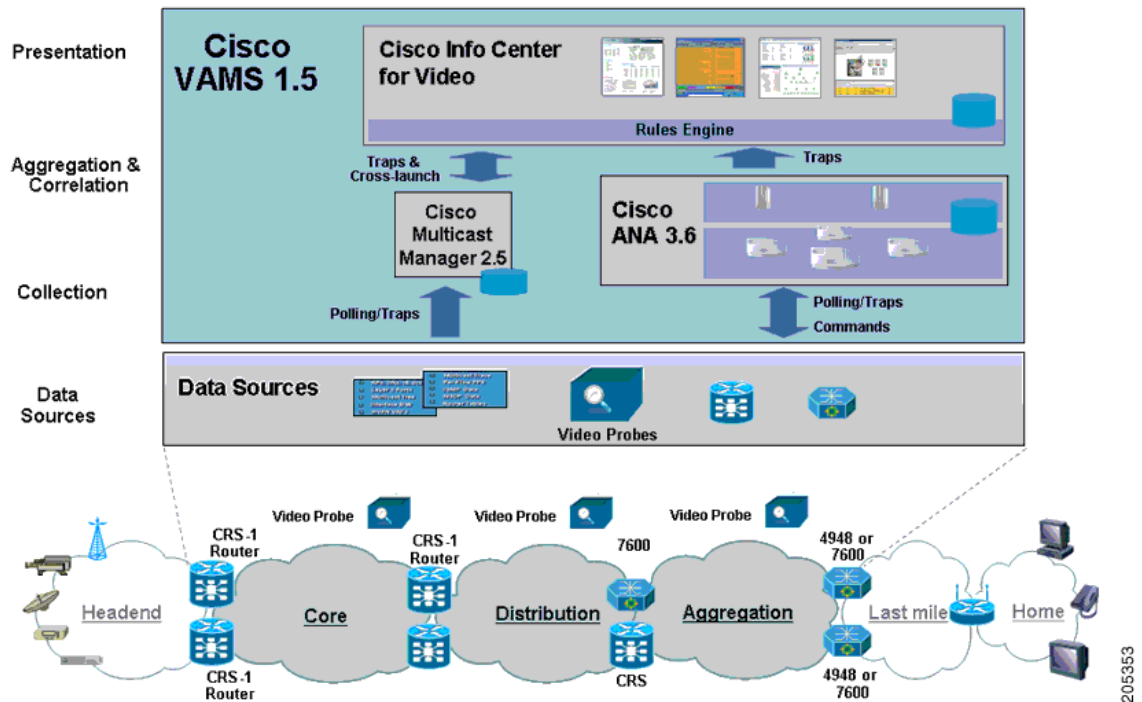 Presentation
Cisco
VAMS 1.5
Cisco Info Center
for Video
Rules Engine
Aggregation &
Correlation
Traps &
Cross-launch
Traps
Cisco
Multicast
Manager 2.5
Cisco
ANA 3.6
Collection
Polling/Traps
Polling/Traps
Commands
Data
Sources
Data Sources
Video Probes
Video Probe
Video Probe
Video Probe
CRS-1
Router
CRS-1
Router
7600
4948 or
7600
Headend
Core
Distribution
Aggregation
Last mile
Home
CRS-1
Router
CRS
4948 or
7600
205353